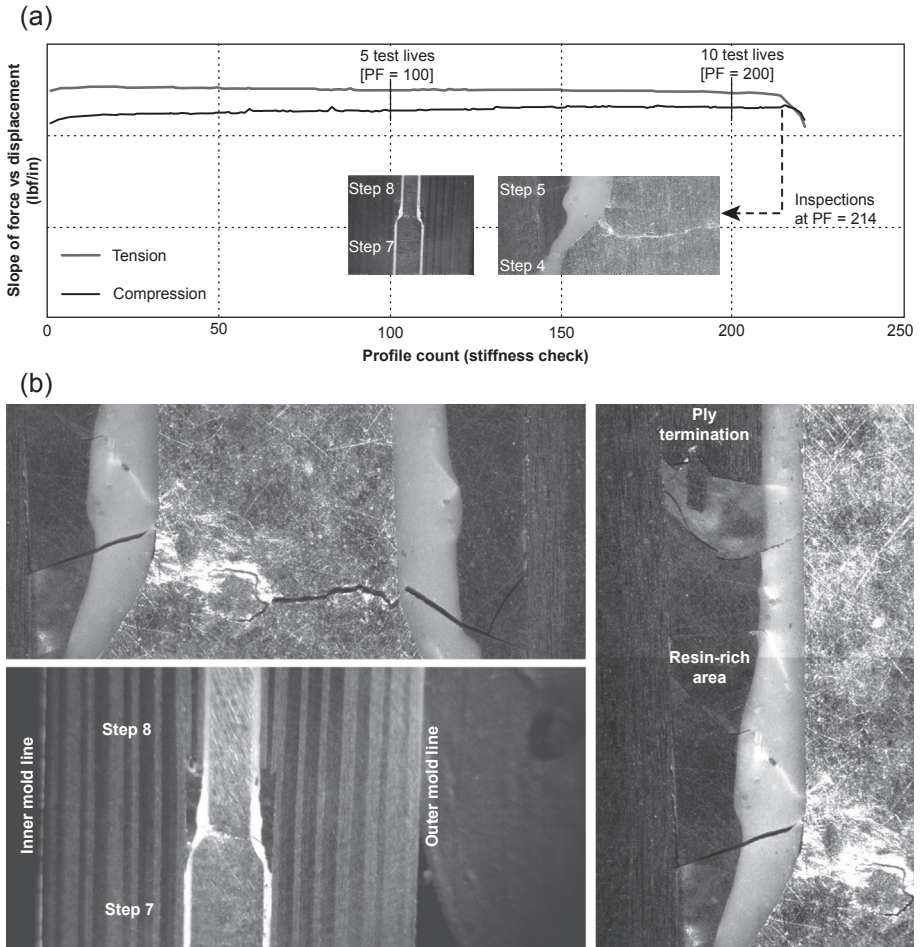 (a)
5 test lives
[PF = 100]
10 test lives
[PF = 200]
Slope of force vs displacement
(lbf/in)
Step 8
Step 7
Step 5
Step 4
Inspections
at PF = 214
Tension
Compression
0
50
100
150
200
250
Profile count (stiffness check)
(b)
Ply
termination
Resin-rich
area
Inner mold line
Step 8
Step 7
Outer mold line